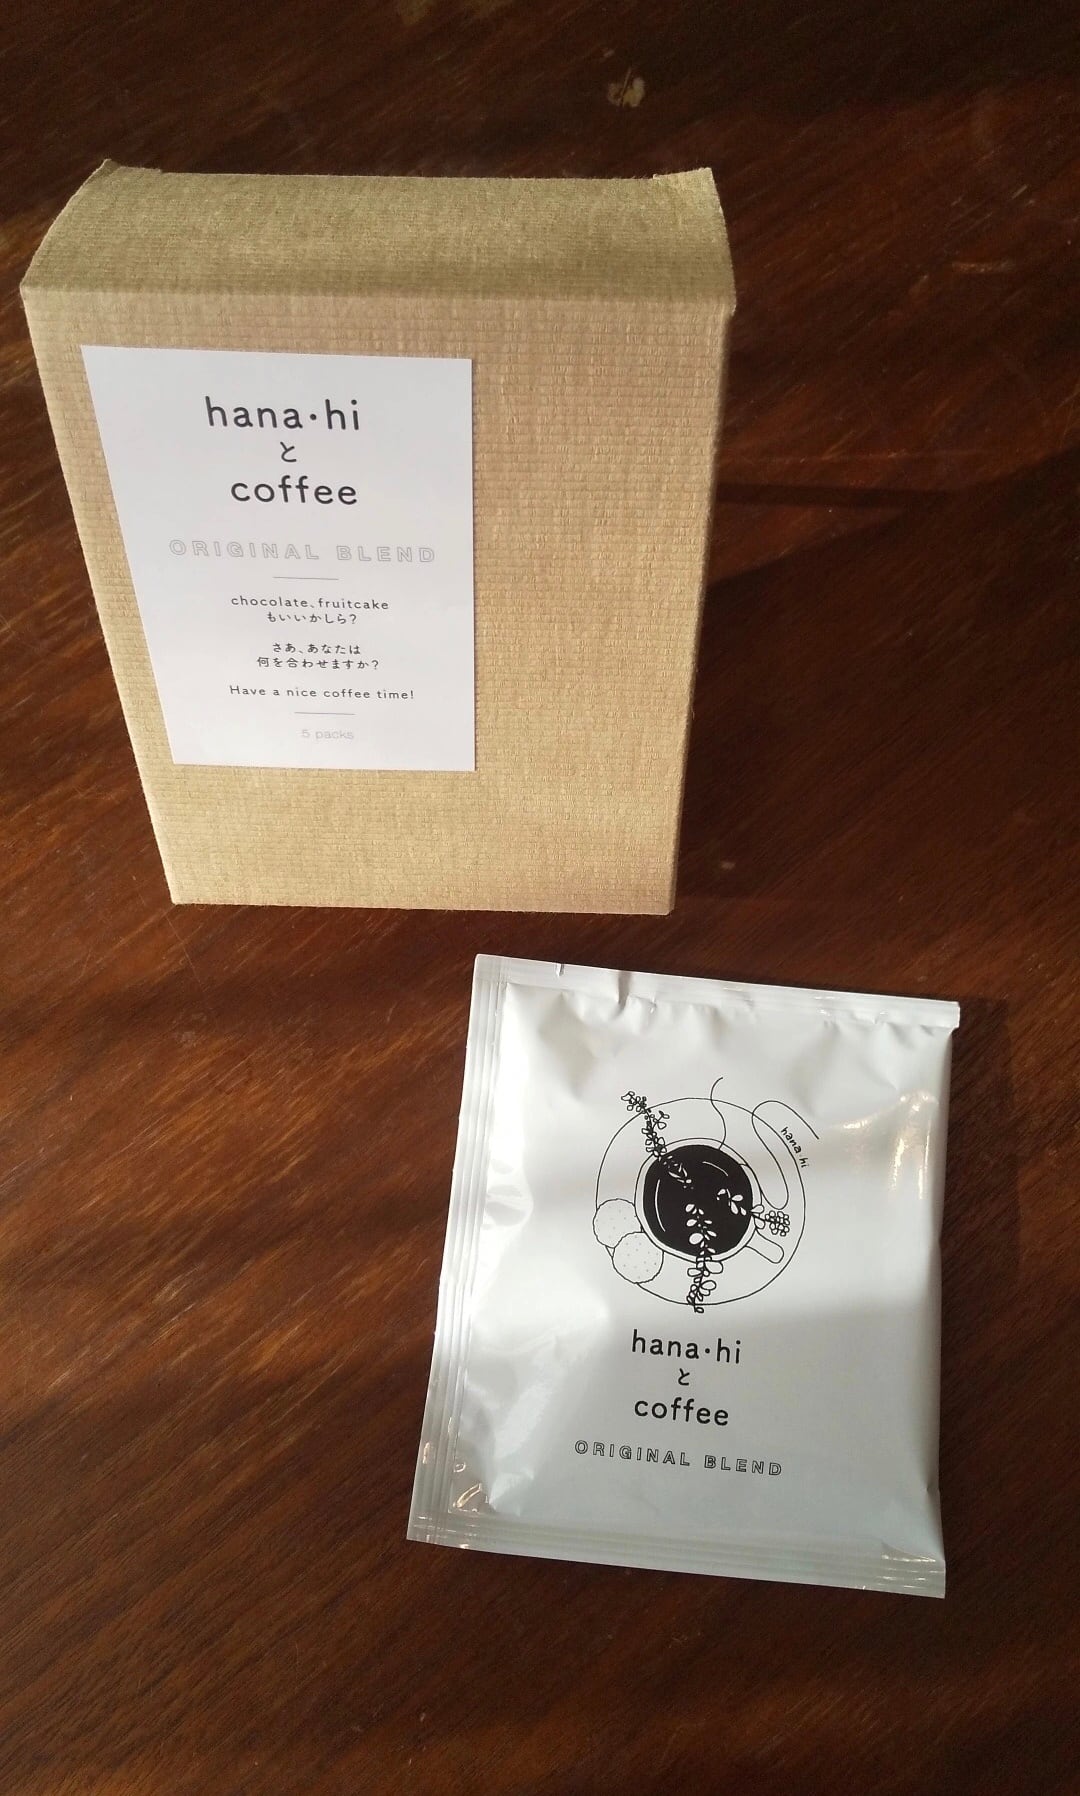 hana・hi
と
coffee
ORIGINAL BLEND
chocolate、fruitcake
もいいかしら？
さあ、あなたは
何を合わせますか？
Have a nice coffee time!
5 packs
hana・hi
hana・hi
と
coffee
ORIGINAL BLEND